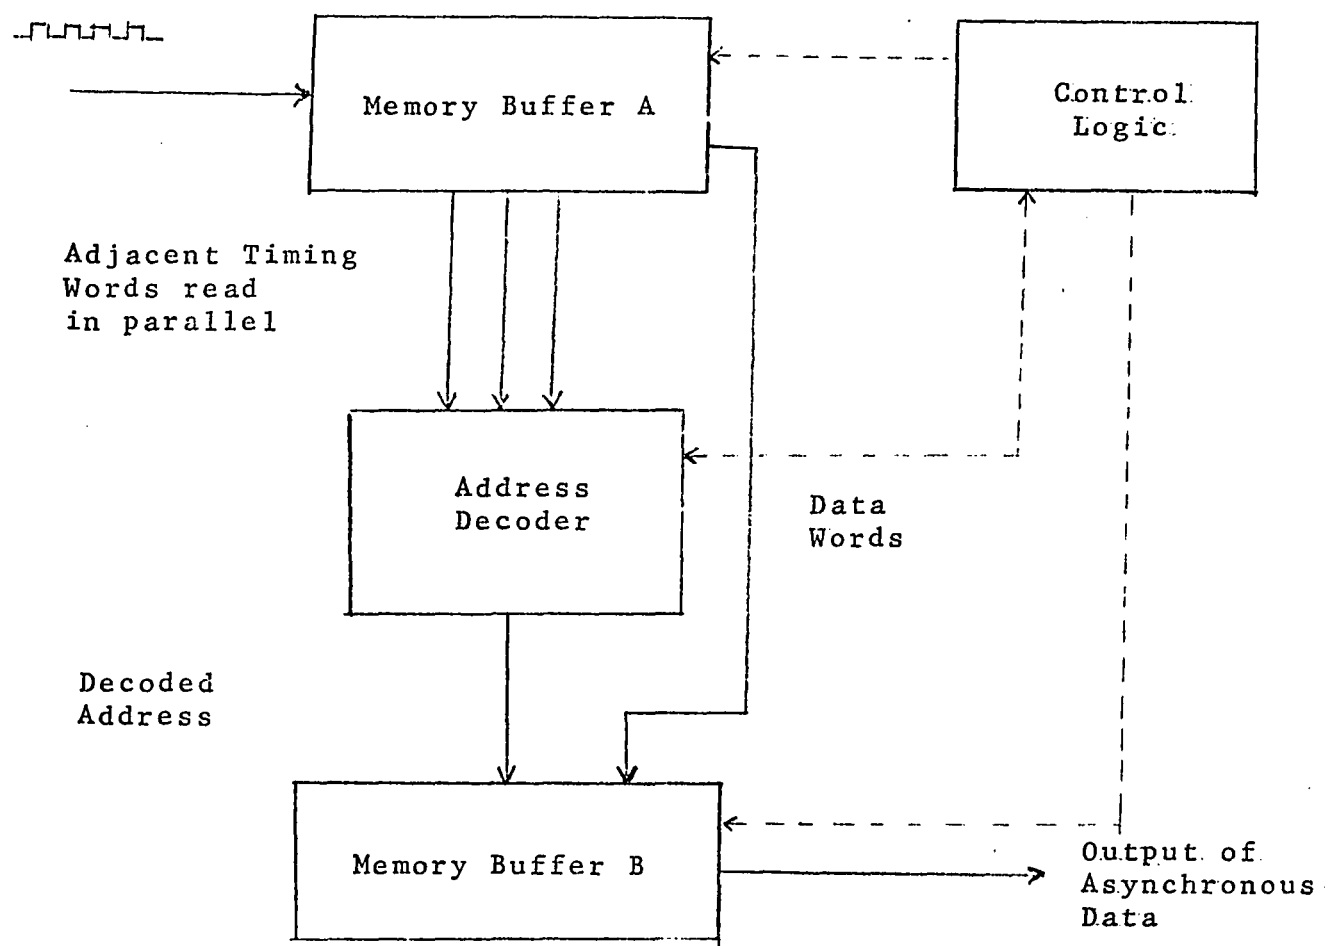 Memory Buffer A
Control
Logic
Adjacent Timing
Words read
in parallel
Address
Decoder
Data
Words
Decoded
Address
Memory Buffer B
Output of
Asynchronous
Data